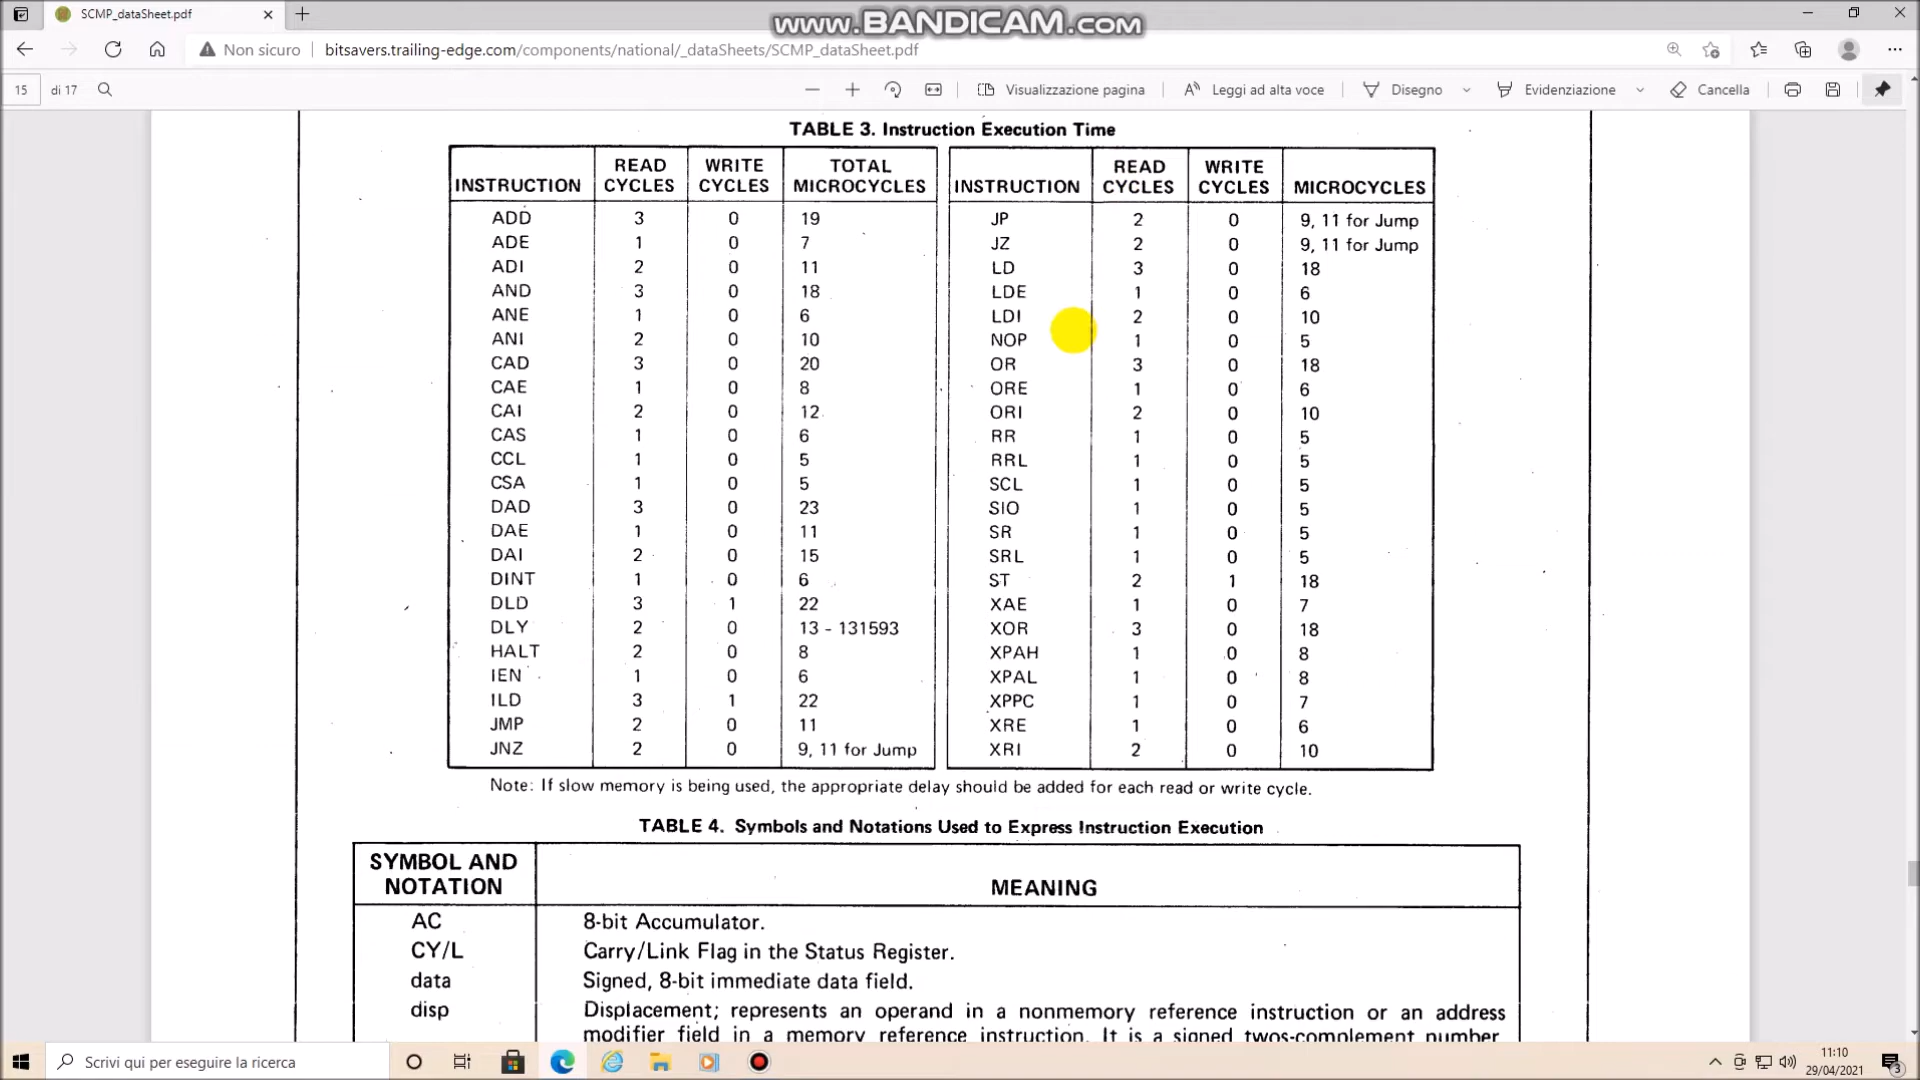 SCMP_dataSheet.pdf
www.BANDICAM.com
Non sicuro
bitsavers.trailing-edge.com/components/national/_dataSheets/SCMP_dataSheet.pdf
15 di 17
Visualizzazione pagina
Leggi ad alta voce
Disegno
Evidenziazione
Cancella
TABLE 3. Instruction Execution Time
INSTRUCTION READ CYCLES WRITE CYCLES TOTAL MICROCYCLES INSTRUCTION READ CYCLES WRITE CYCLES MICROCYCLES
ADD 3 0 19 JP 2 0 9, 11 for Jump
ADE 1 0 7 JZ 2 0 9, 11 for Jump
ADI 2 0 11 LD 3 0 18
AND 3 0 18 LDE 1 0 6
ANE 1 0 6 LDI 2 0 10
ANI 2 0 10 NOP 1 0 5
CAD 3 0 20 OR 3 0 18
CAE 1 0 8 ORE 1 0 6
CAI 2 0 12 ORI 2 0 10
CAS 1 0 6 RR 1 0 5
CCL 1 0 5 RRL 1 0 5
CSA 1 0 5 SCL 1 0 5
DAD 3 0 23 SIO 1 0 5
DAE 1 0 11 SR 1 0 5
DAI 2 0 15 SRL 1 0 5
DINT 1 0 6 ST 2 1 18
DLD 3 1 22 XAE 1 0 7
DLY 2 0 13 - 131593 XOR 3 0 18
HALT 2 0 8 XPAH 1 0 8
IEN 1 0 6 XPAL 1 0 8
ILD 3 1 22 XPPC 1 0 7
JMP 2 0 11 XRE 1 0 6
JNZ 2 0 9, 11 for Jump XRI 2 0 10
Note: If slow memory is being used, the appropriate delay should be added for each read or write cycle.
TABLE 4. Symbols and Notations Used to Express Instruction Execution
SYMBOL AND NOTATION MEANING
AC 8-bit Accumulator.
CY/L Carry/Link Flag in the Status Register.
data Signed, 8-bit immediate data field.
disp Displacement; represents an operand in a nonmemory reference instruction or an address
modifier field in a memory reference instruction. It is a signed twos-complement number
Scrivi qui per eseguire la ricerca
11:10
29/04/2021
3